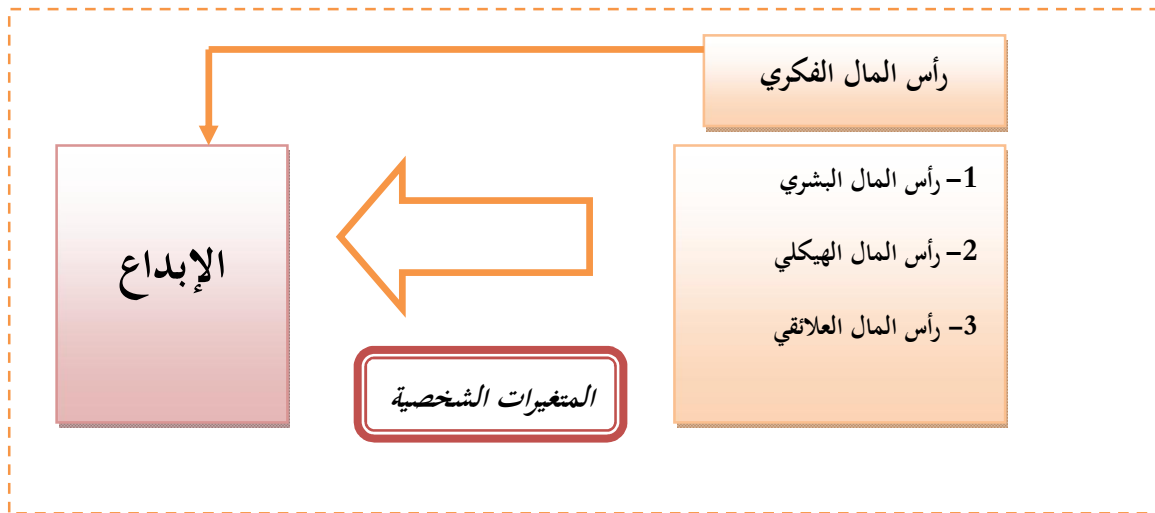 رأس المال الفكري
1- رأس المال البشري
2- رأس المال الهيكلي
3- رأس المال العلائقي
الإبداع
المتغيرات الشخصية